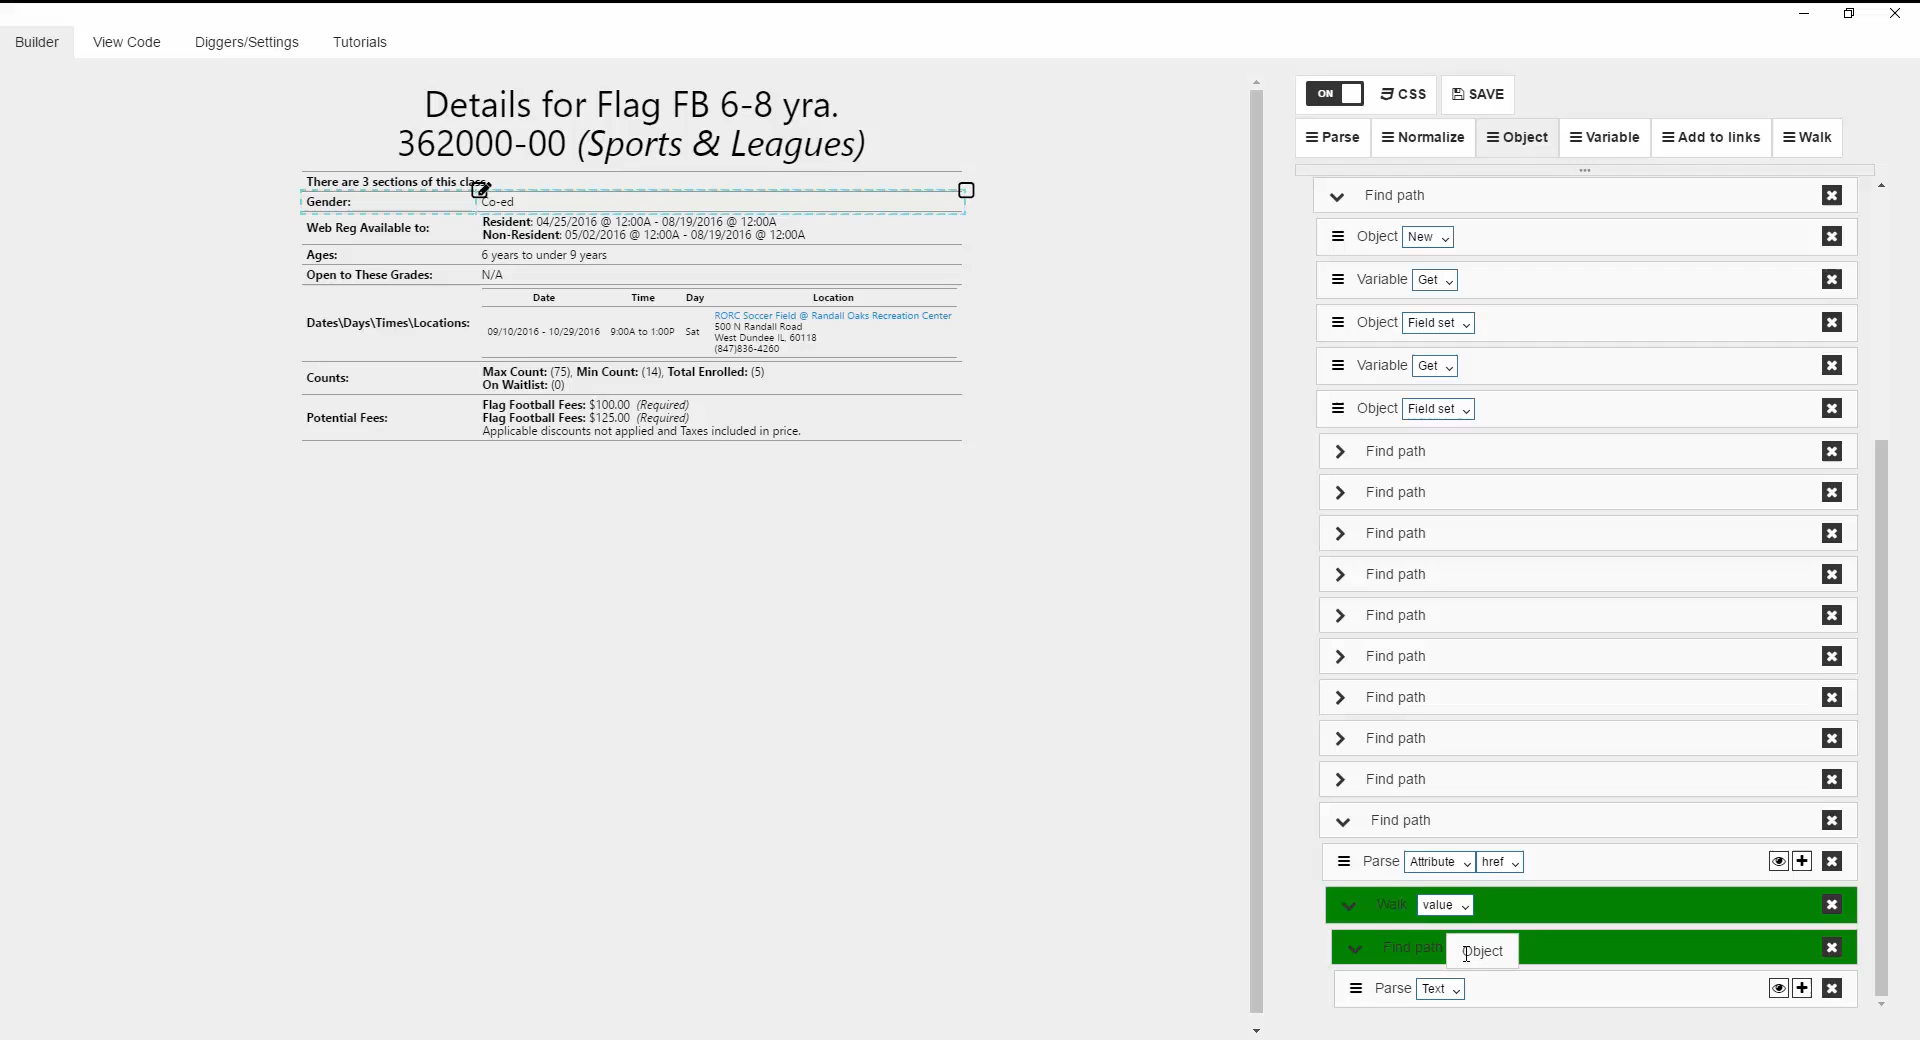 Builder View Code Diggers/Settings Tutorials
Details for Flag FB 6-8 yra.
362000-00 (Sports & Leagues)
There are 3 sections of this class.
Gender: Co-ed
Web Reg Available to: Resident: 04/25/2016 @ 12:00A - 08/19/2016 @ 12:00A
Non-Resident: 05/02/2016 @ 12:00A - 08/19/2016 @ 12:00A
Ages: 6 years to under 9 years
Open to These Grades: N/A
Dates\Days\Times\Locations:
Date Time Day Location
09/10/2016 - 10/29/2016 9:00A to 1:00P Sat RORC Soccer Field @ Randall Oaks Recreation Center
500 N Randall Road
West Dundee IL, 60118
(847)836-4260
Counts: Max Count: (75), Min Count: (14), Total Enrolled: (5)
On Waitlist: (0)
Potential Fees: Flag Football Fees: $100.00 (Required)
Flag Football Fees: $125.00 (Required)
Applicable discounts not applied and Taxes included in price.
ON CSS SAVE
Parse Normalize Object Variable Add to links Walk
Find path
Object New
Variable Get
Object Field set
Variable Get
Object Field set
Find path
Find path
Find path
Find path
Find path
Find path
Find path
Find path
Find path
Find path
Parse Attribute href
Walk value
Find path Object
Parse Text